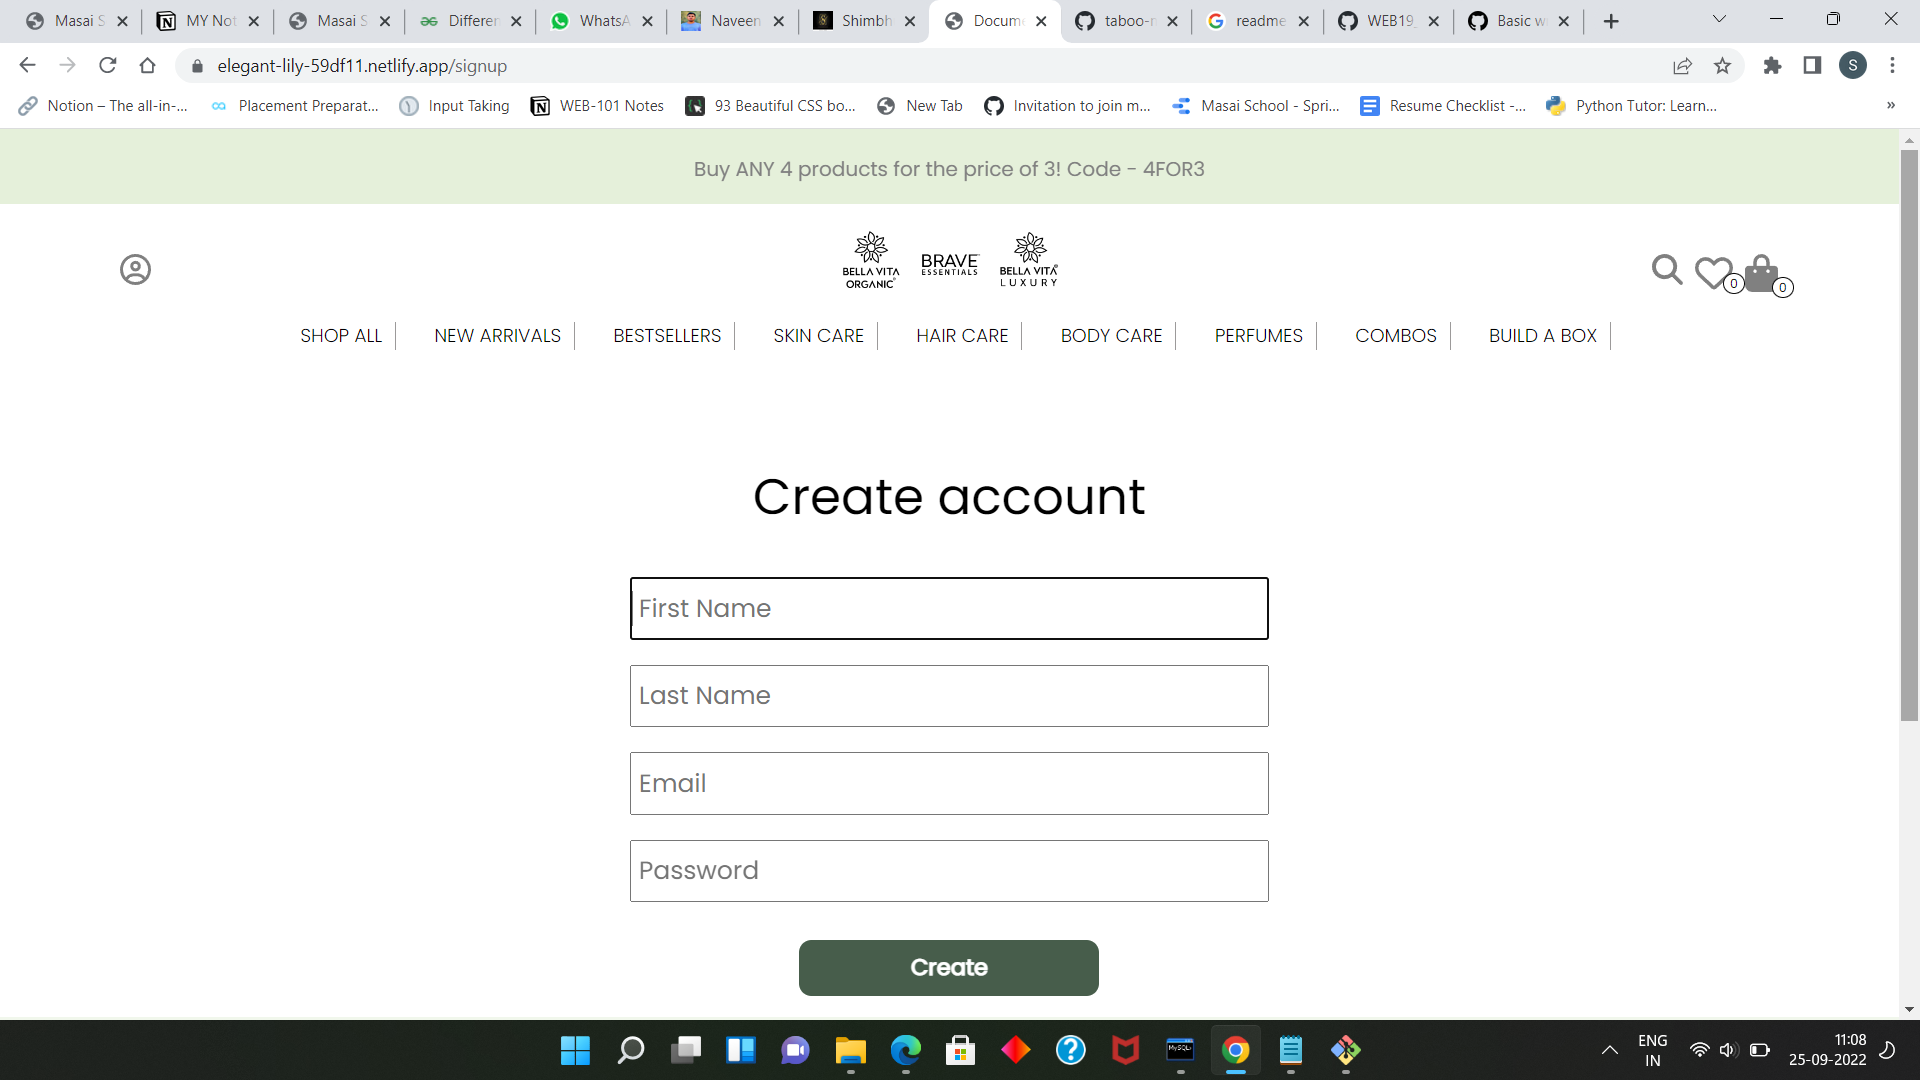 Masai S
MY Not
Masai S
Differen
WhatsA
Naveen
Shimbh
Docume
taboo-n
readme
WEB19_
Basic w
elegant-lily-59df11.netlify.app/signup
S
Notion – The all-in-...
Placement Preparat...
Input Taking
WEB-101 Notes
93 Beautiful CSS bo...
New Tab
Invitation to join m...
Masai School - Spri...
Resume Checklist -...
Python Tutor: Learn...
»
Buy ANY 4 products for the price of 3! Code - 4FOR3
BELLA VITA
ORGANIC
BRAVE
ESSENTIALS
BELLA VITA
LUXURY
0
0
SHOP ALL
NEW ARRIVALS
BESTSELLERS
SKIN CARE
HAIR CARE
BODY CARE
PERFUMES
COMBOS
BUILD A BOX
Create account
First Name
Last Name
Email
Password
Create
MySQL
ENG
IN
11:08
25-09-2022